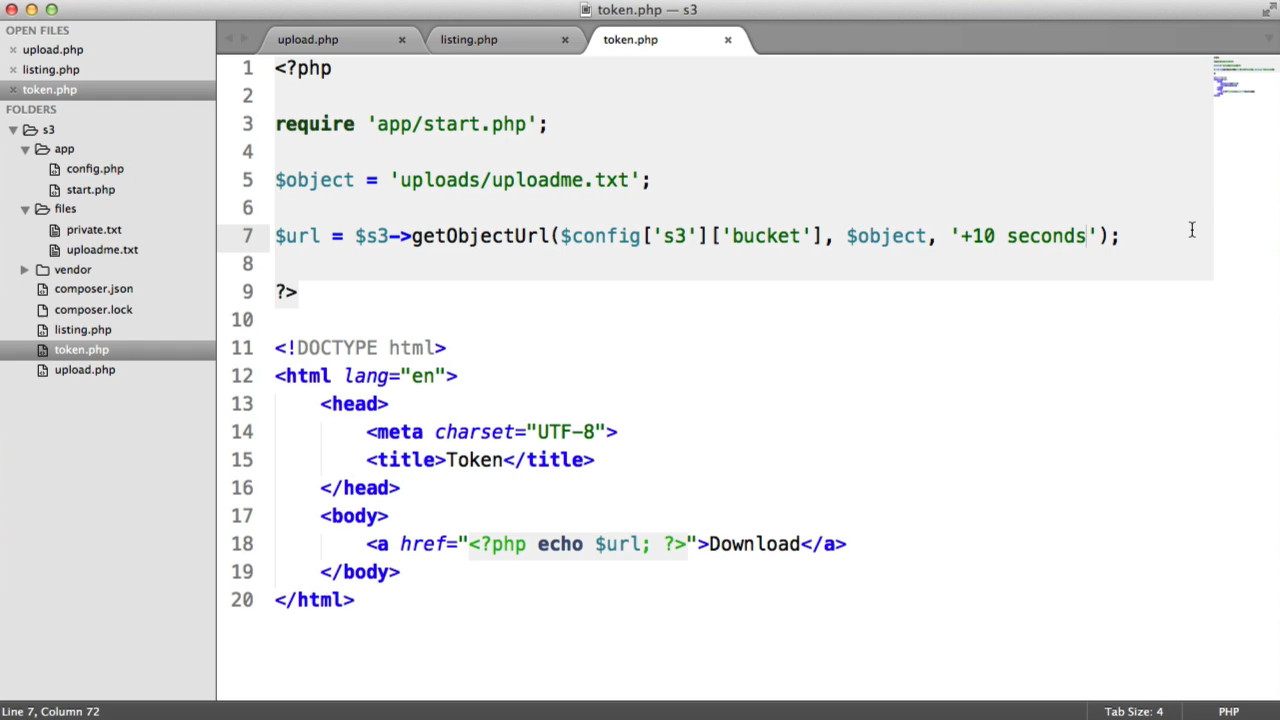 token.php — s3
OPEN FILES
upload.php
listing.php
token.php
FOLDERS
s3
app
config.php
start.php
files
private.txt
uploadme.txt
vendor
composer.json
composer.lock
listing.php
token.php
upload.php
upload.php
listing.php
token.php
1 <?php
2
3 require 'app/start.php';
4
5 $object = 'uploads/uploadme.txt';
6
7 $url = $s3->getObjectUrl($config['s3']['bucket'], $object, '+10 seconds');
8
9 ?>
10
11 <!DOCTYPE html>
12 <html lang="en">
13 <head>
14 <meta charset="UTF-8">
15 <title>Token</title>
16 </head>
17 <body>
18 <a href="<?php echo $url; ?>">Download</a>
19 </body>
20 </html>
Line 7, Column 72
Tab Size: 4
PHP